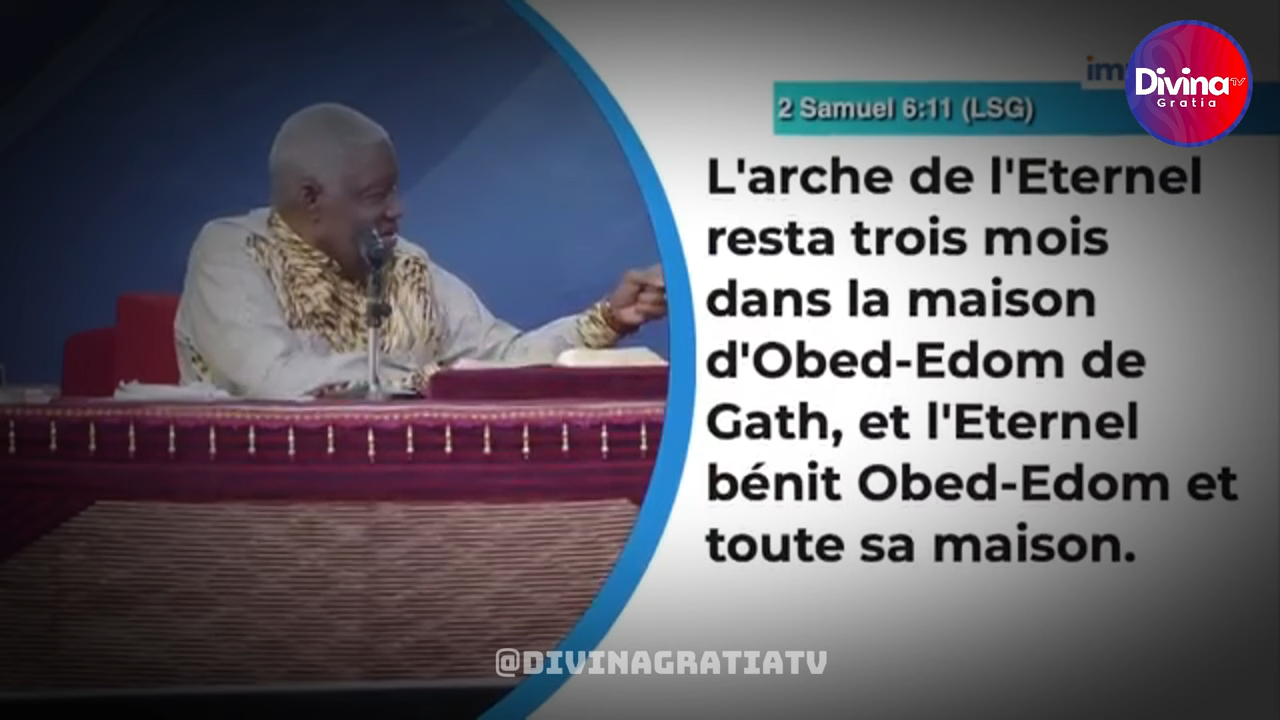 Divina TV
Gratia
2 Samuel 6:11 (LSG)
L'arche de l'Eternel
resta trois mois
dans la maison
d'Obed-Edom de
Gath, et l'Eternel
bénit Obed-Edom et
toute sa maison.
@DIVINAGRATIATV